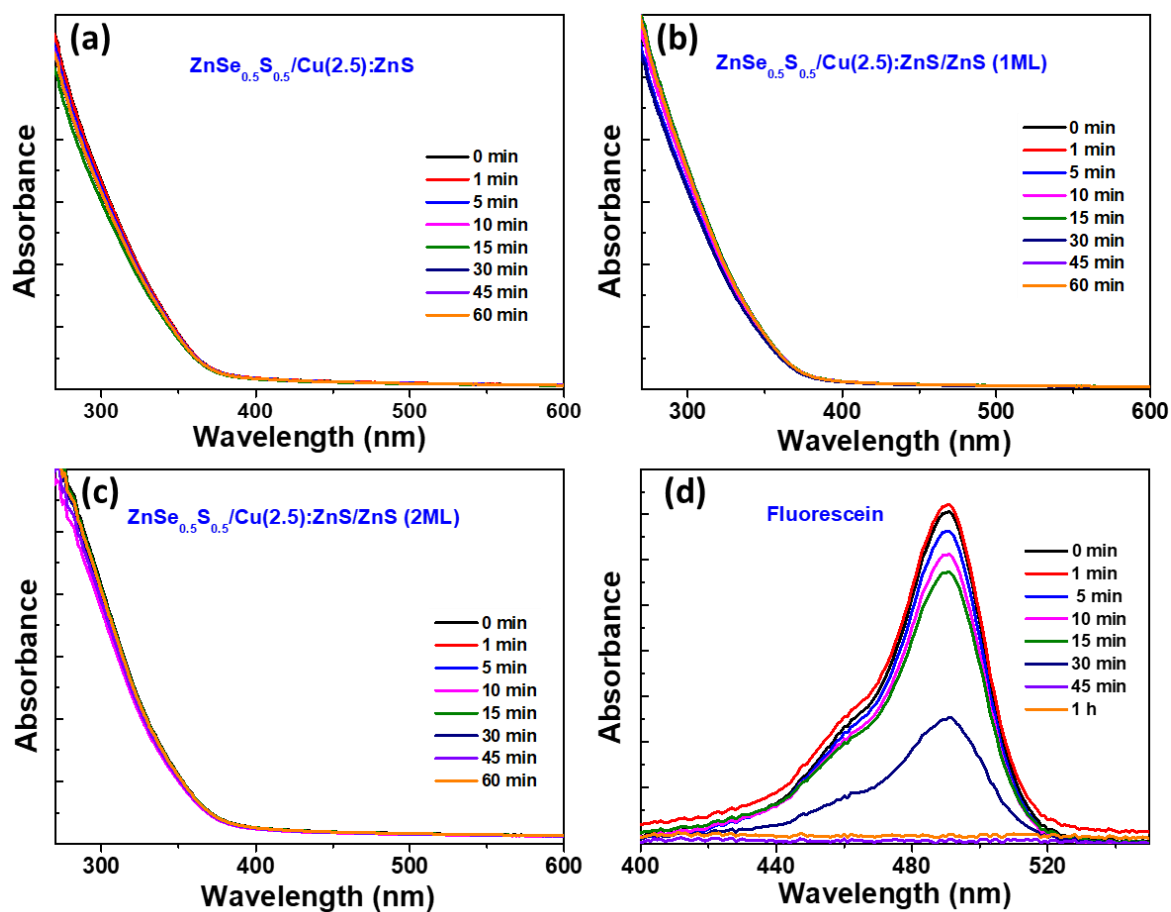 (a)
ZnSe0.5S0.5/Cu(2.5):ZnS
0 min
1 min
5 min
10 min
15 min
30 min
45 min
60 min
Absorbance
300 400 500 600
Wavelength (nm)
(b)
ZnSe0.5S0.5/Cu(2.5):ZnS/ZnS (1ML)
0 min
1 min
5 min
10 min
15 min
30 min
45 min
60 min
Absorbance
300 400 500 600
Wavelength (nm)
(c)
ZnSe0.5S0.5/Cu(2.5):ZnS/ZnS (2ML)
0 min
1 min
5 min
10 min
15 min
30 min
45 min
60 min
Absorbance
300 400 500 600
Wavelength (nm)
(d)
Fluorescein
0 min
1 min
5 min
10 min
15 min
30 min
45 min
1 h
Absorbance
400 440 480 520
Wavelength (nm)